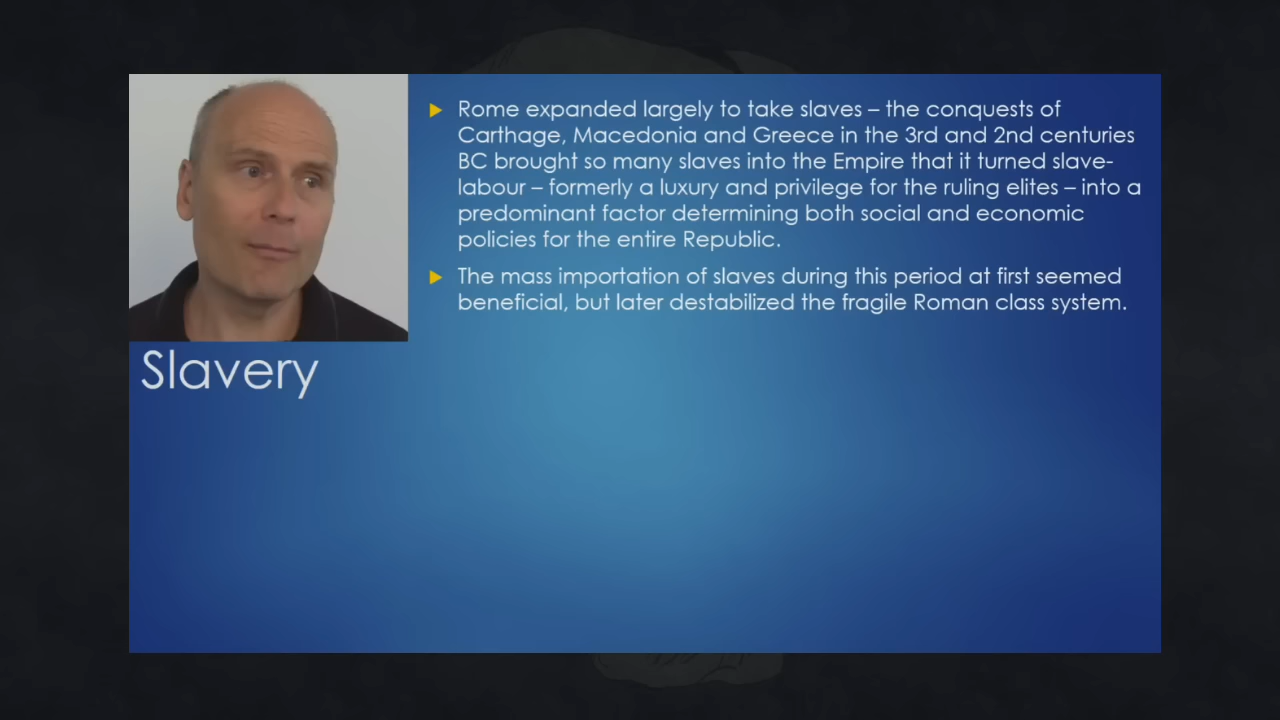 Rome expanded largely to take slaves – the conquests of
Carthage, Macedonia and Greece in the 3rd and 2nd centuries
BC brought so many slaves into the Empire that it turned slave-
labour – formerly a luxury and privilege for the ruling elites – into a
predominant factor determining both social and economic
policies for the entire Republic.
The mass importation of slaves during this period at first seemed
beneficial, but later destabilized the fragile Roman class system.
Slavery